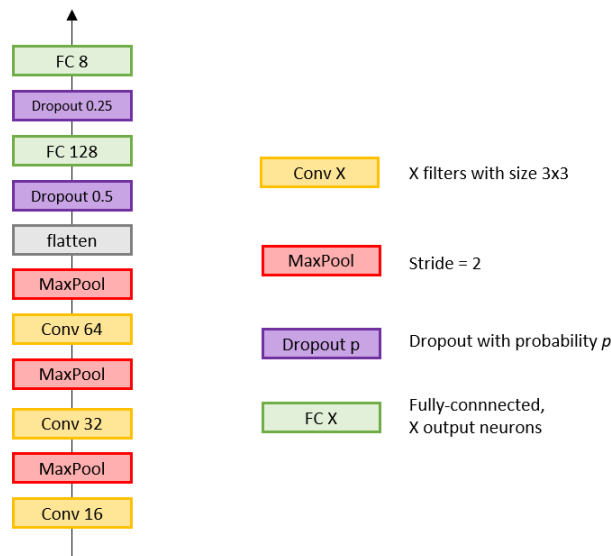 FC 8
Dropout 0.25
FC 128
Dropout 0.5
flatten
MaxPool
Conv 64
MaxPool
Conv 32
MaxPool
Conv 16
Conv X
X filters with size 3x3
MaxPool
Stride = 2
Dropout p
Dropout with probability p
FC X
Fully-connnected,
X output neurons